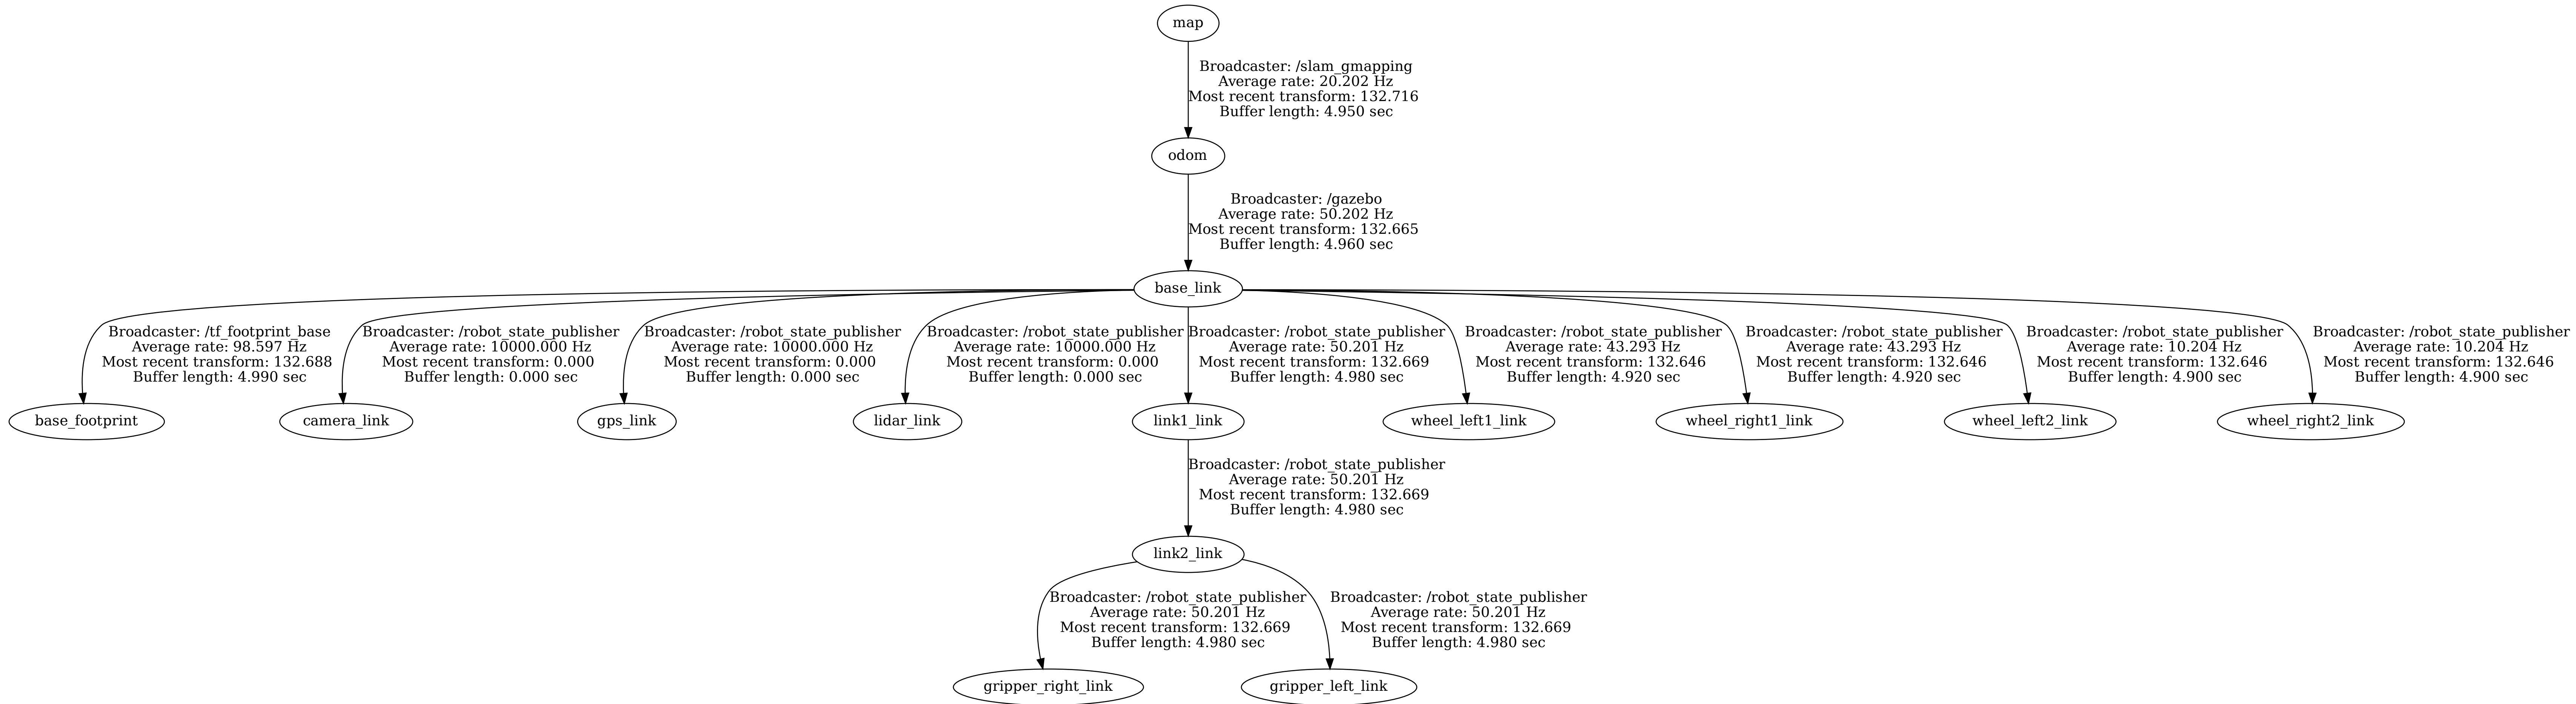 map
Broadcaster: /slam_gmapping
Average rate: 20.202 Hz
Most recent transform: 132.716
Buffer length: 4.950 sec
odom
Broadcaster: /gazebo
Average rate: 50.202 Hz
Most recent transform: 132.665
Buffer length: 4.960 sec
base_link
Broadcaster: /tf_footprint_base
Average rate: 98.597 Hz
Most recent transform: 132.688
Buffer length: 4.990 sec
Broadcaster: /robot_state_publisher
Average rate: 10000.000 Hz
Most recent transform: 0.000
Buffer length: 0.000 sec
Broadcaster: /robot_state_publisher
Average rate: 10000.000 Hz
Most recent transform: 0.000
Buffer length: 0.000 sec
Broadcaster: /robot_state_publisher
Average rate: 10000.000 Hz
Most recent transform: 0.000
Buffer length: 0.000 sec
Broadcaster: /robot_state_publisher
Average rate: 50.201 Hz
Most recent transform: 132.669
Buffer length: 4.980 sec
Broadcaster: /robot_state_publisher
Average rate: 43.293 Hz
Most recent transform: 132.646
Buffer length: 4.920 sec
Broadcaster: /robot_state_publisher
Average rate: 43.293 Hz
Most recent transform: 132.646
Buffer length: 4.920 sec
Broadcaster: /robot_state_publisher
Average rate: 10.204 Hz
Most recent transform: 132.646
Buffer length: 4.900 sec
Broadcaster: /robot_state_publisher
Average rate: 10.204 Hz
Most recent transform: 132.646
Buffer length: 4.900 sec
base_footprint
camera_link
gps_link
lidar_link
link1_link
wheel_left1_link
wheel_right1_link
wheel_left2_link
wheel_right2_link
Broadcaster: /robot_state_publisher
Average rate: 50.201 Hz
Most recent transform: 132.669
Buffer length: 4.980 sec
link2_link
Broadcaster: /robot_state_publisher
Average rate: 50.201 Hz
Most recent transform: 132.669
Buffer length: 4.980 sec
Broadcaster: /robot_state_publisher
Average rate: 50.201 Hz
Most recent transform: 132.669
Buffer length: 4.980 sec
gripper_right_link
gripper_left_link